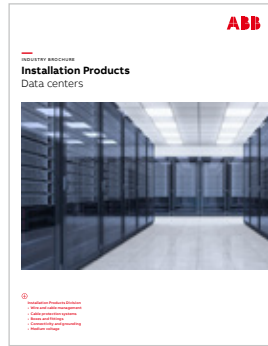 ABB
INDUSTRY BROCHURE
Installation Products
Data centers
Installation Products Division
- Wire and cable management
- Cable protection systems
- Boxes and fittings
- Connectivity and grounding
- Medium voltage